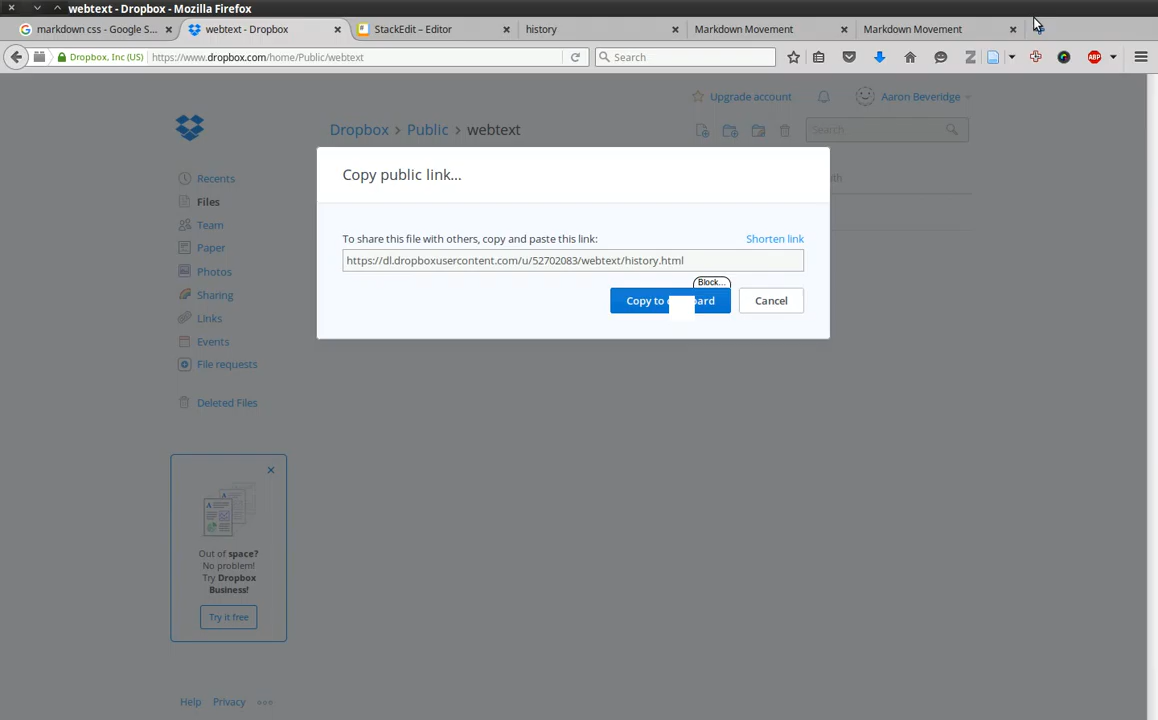 webtext - Dropbox - Mozilla Firefox
markdown css - Google S...
webtext - Dropbox
StackEdit – Editor
history
Markdown Movement
Markdown Movement
Dropbox, Inc (US)
https://www.dropbox.com/home/Public/webtext
Search
ABP
Upgrade account
Aaron Beveridge
Dropbox > Public > webtext
Search
Copy public link...
To share this file with others, copy and paste this link:
Shorten link
https://dl.dropboxusercontent.com/u/52702083/webtext/history.html
Block...
Copy to
Cancel
Recents
Files
Team
Paper
Photos
Sharing
Links
Events
File requests
Deleted Files
Out of space?
No problem!
Try Dropbox
Business!
Try it free
Help
Privacy